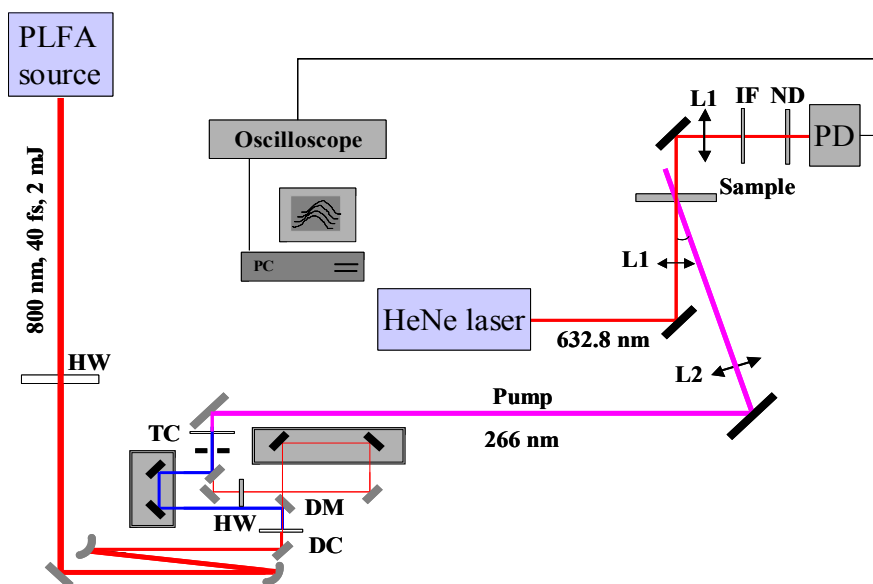 PLFA
source
800 nm, 40 fs, 2 mJ
HW
Oscilloscope
PC
HeNe laser
632.8 nm
L1
IF
ND
PD
Sample
L1
L2
Pump
266 nm
TC
HW
DM
DC